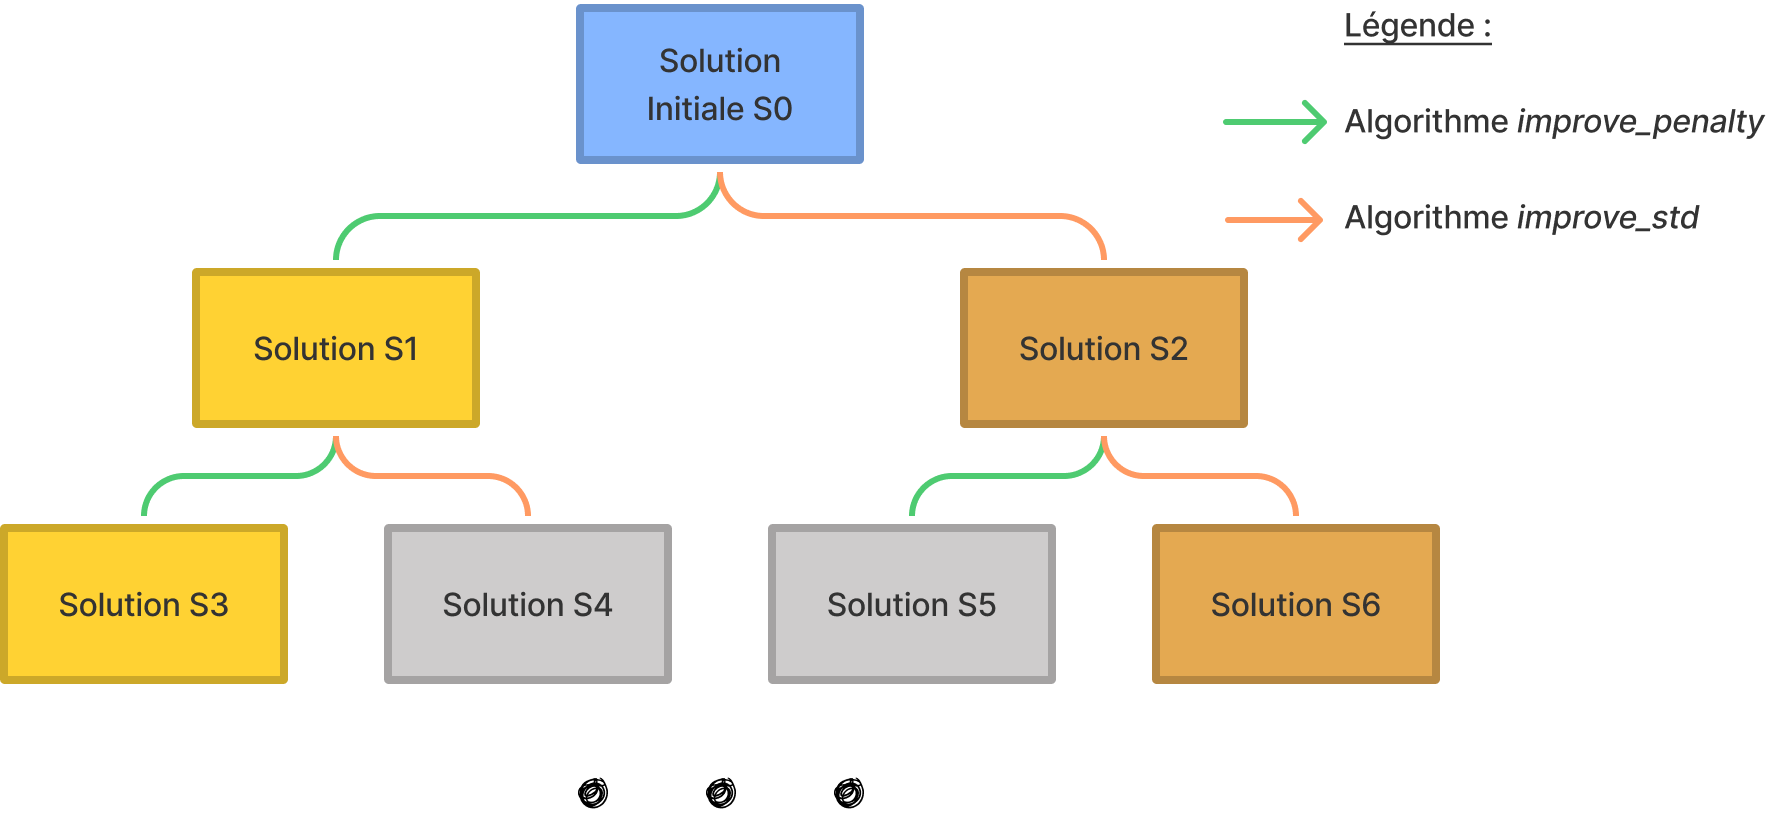 Solution
Initiale S0
Légende :
Algorithme improve_penalty
Algorithme improve_std
Solution S1
Solution S2
Solution S3
Solution S4
Solution S5
Solution S6